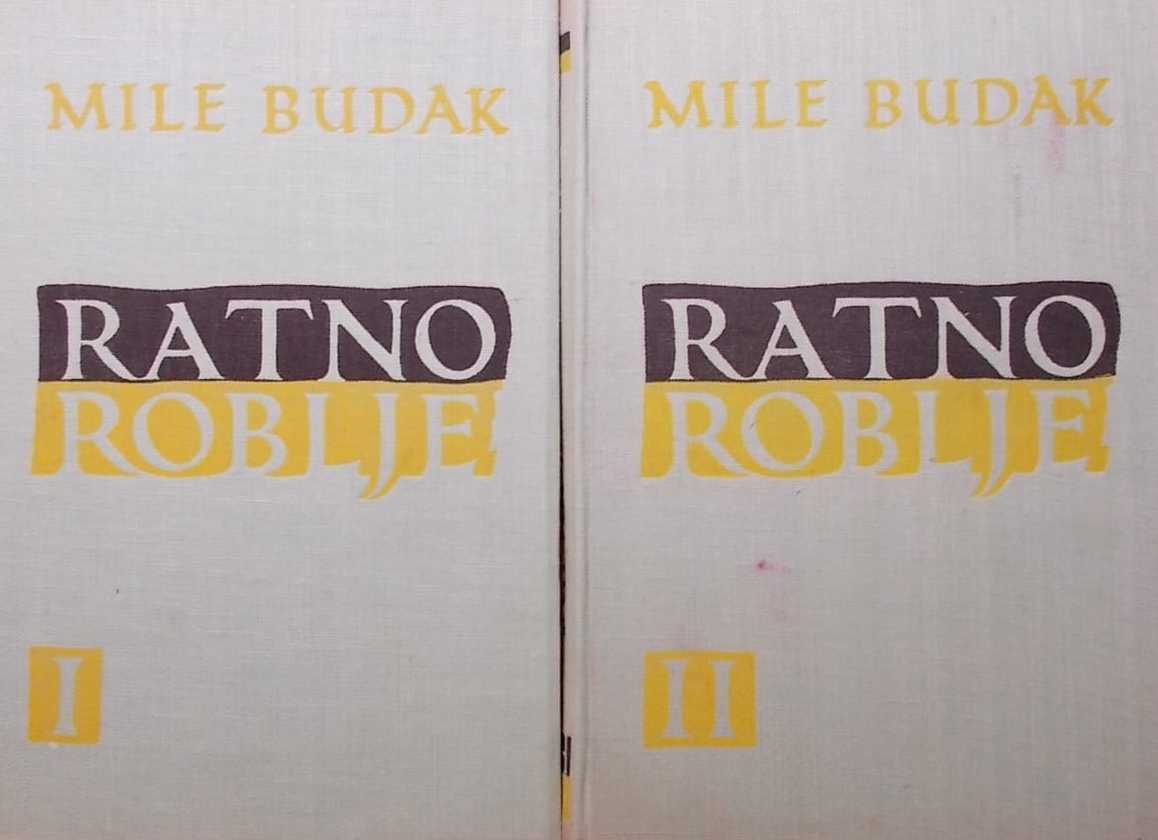 MILE BUDAK
RATNO
ROBLJE
I
MILE BUDAK
RATNO
ROBLJE
II